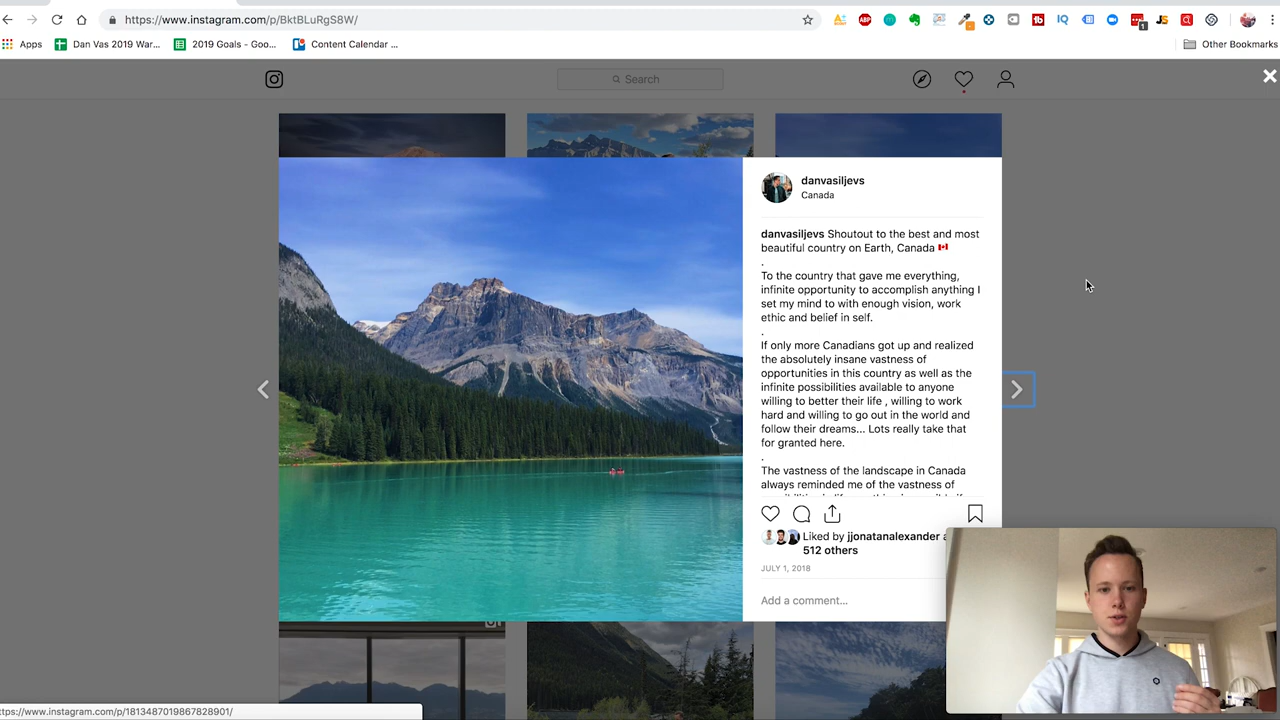 https://www.instagram.com/p/BktBLuRgS8W/
Apps
Dan Vas 2019 War...
2019 Goals - Goo...
Content Calendar ...
Other Bookmarks
Search
danvasiljevs
Canada
danvasiljevs Shoutout to the best and most
beautiful country on Earth, Canada 🇨🇦
.
To the country that gave me everything,
infinite opportunity to accomplish anything I
set my mind to with enough vision, work
ethic and belief in self.
.
If only more Canadians got up and realized
the absolutely insane vastness of
opportunities in this country as well as the
infinite possibilities available to anyone
willing to better their life , willing to work
hard and willing to go out in the world and
follow their dreams... Lots really take that
for granted here.
.
The vastness of the landscape in Canada
always reminded me of the vastness of
Liked by jjonatanalexander
512 others
JULY 1, 2018
Add a comment...
ttps://www.instagram.com/p/1813487019867828901/